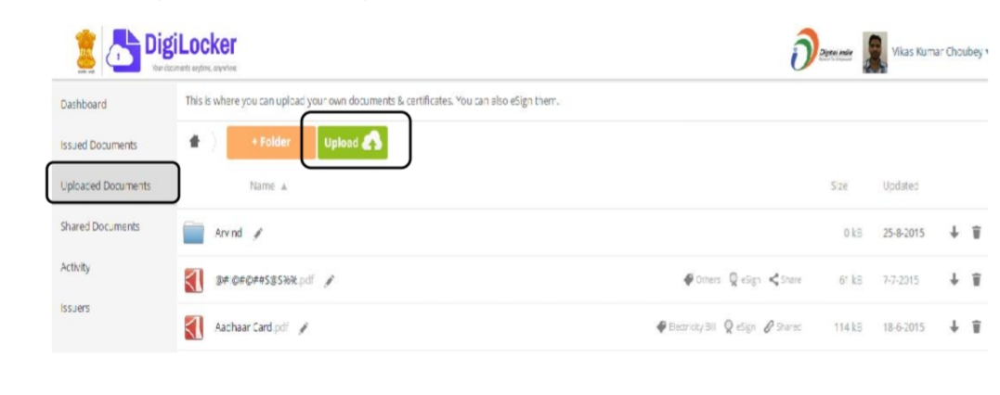 DigiLocker
Your documents anytime, anywhere
Digital India
Vikas Kumar Choubey
Dashboard
This is where you can upload your own documents & certificates. You can also eSign them.
Issued Documents
+ Folder
Upload
Uploaded Documents
Name
Size
Updated
Shared Documents
Arvind
0 kB
25-8-2015
Activity
.pdf
Others
eSign
Share
61 kB
7-7-2015
Issuers
Aadhaar Card.pdf
Electricity Bill
eSign
Shared
114 kB
18-6-2015